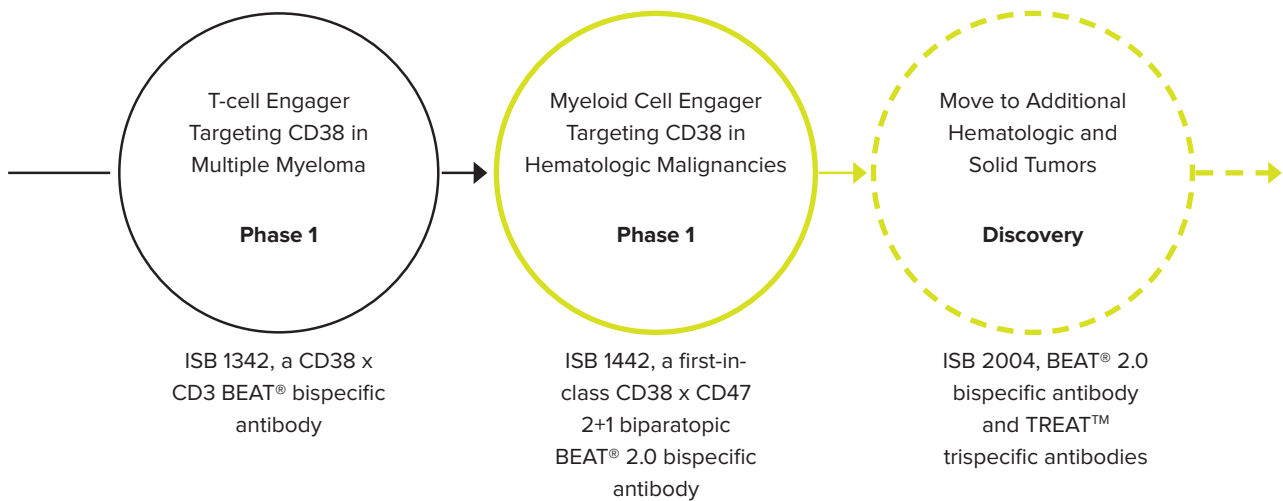 T-cell Engager
Targeting CD38 in
Multiple Myeloma
Phase 1
ISB 1342, a CD38 x
CD3 BEAT® bispecific
antibody
Myeloid Cell Engager
Targeting CD38 in
Hematologic Malignancies
Phase 1
ISB 1442, a first-in-
class CD38 x CD47
2+1 biparatopic
BEAT® 2.0 bispecific
antibody
Move to Additional
Hematologic and
Solid Tumors
Discovery
ISB 2004, BEAT® 2.0
bispecific antibody
and TREAT™
trispecific antibodies